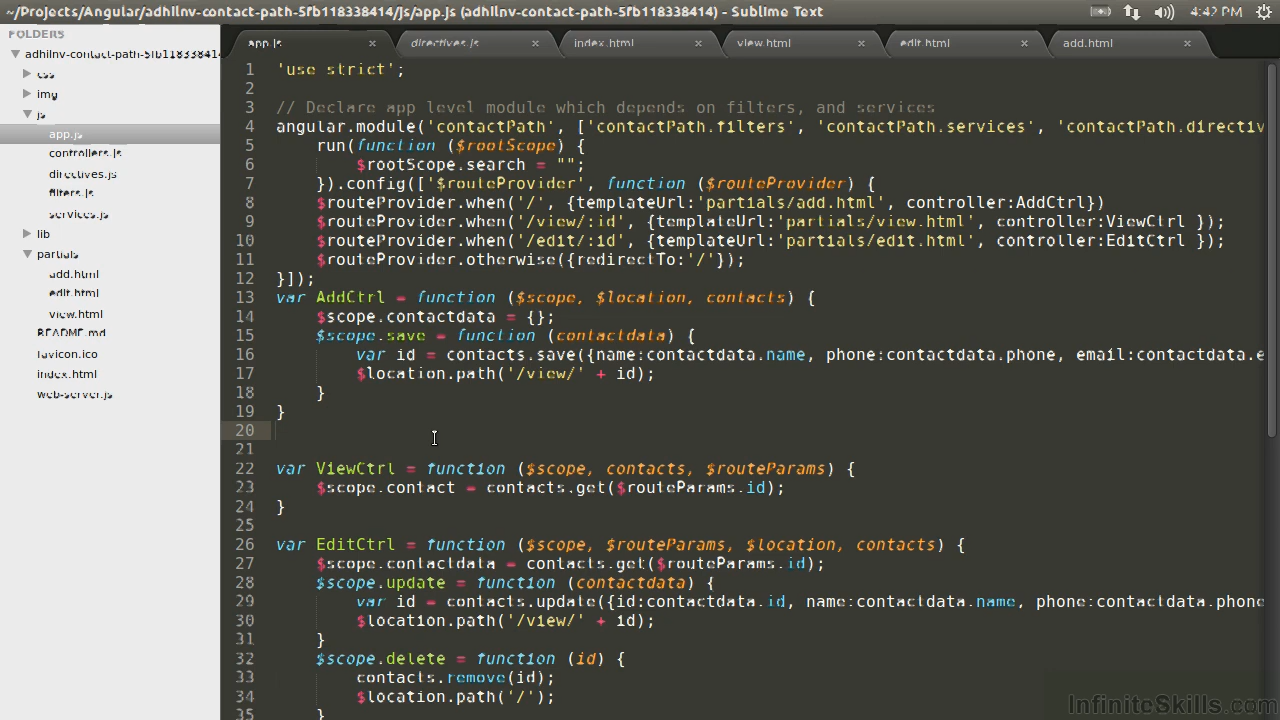 ~/Projects/Angular/adhilnv-contact-path-5fb118338414/js/app.js (adhilnv-contact-path-5fb118338414) - Sublime Text
4:42 PM
FOLDERS
adhilnv-contact-path-5fb118338414
css
img
js
app.js
controllers.js
directives.js
filters.js
services.js
lib
partials
add.html
edit.html
view.html
README.md
favicon.ico
index.html
web-server.js
app.js × directives.js × index.html × view.html × edit.html × add.html ×
1 'use strict';
2
3 // Declare app level module which depends on filters, and services
4 angular.module('contactPath', ['contactPath.filters', 'contactPath.services', 'contactPath.directiv
5 run(function ($rootScope) {
6 $rootScope.search = "";
7 }).config(['$routeProvider', function ($routeProvider) {
8 $routeProvider.when('/', {templateUrl:'partials/add.html', controller:AddCtrl})
9 $routeProvider.when('/view/:id', {templateUrl:'partials/view.html', controller:ViewCtrl });
10 $routeProvider.when('/edit/:id', {templateUrl:'partials/edit.html', controller:EditCtrl });
11 $routeProvider.otherwise({redirectTo:'/'});
12 }]);
13 var AddCtrl = function ($scope, $location, contacts) {
14 $scope.contactdata = {};
15 $scope.save = function (contactdata) {
16 var id = contacts.save({name:contactdata.name, phone:contactdata.phone, email:contactdata.e
17 $location.path('/view/' + id);
18 }
19 }
20
21
22 var ViewCtrl = function ($scope, contacts, $routeParams) {
23 $scope.contact = contacts.get($routeParams.id);
24 }
25
26 var EditCtrl = function ($scope, $routeParams, $location, contacts) {
27 $scope.contactdata = contacts.get($routeParams.id);
28 $scope.update = function (contactdata) {
29 var id = contacts.update({id:contactdata.id, name:contactdata.name, phone:contactdata.phone
30 $location.path('/view/' + id);
31 }
32 $scope.delete = function (id) {
33 contacts.remove(id);
34 $location.path('/');
35 }
InfiniteSkills.com